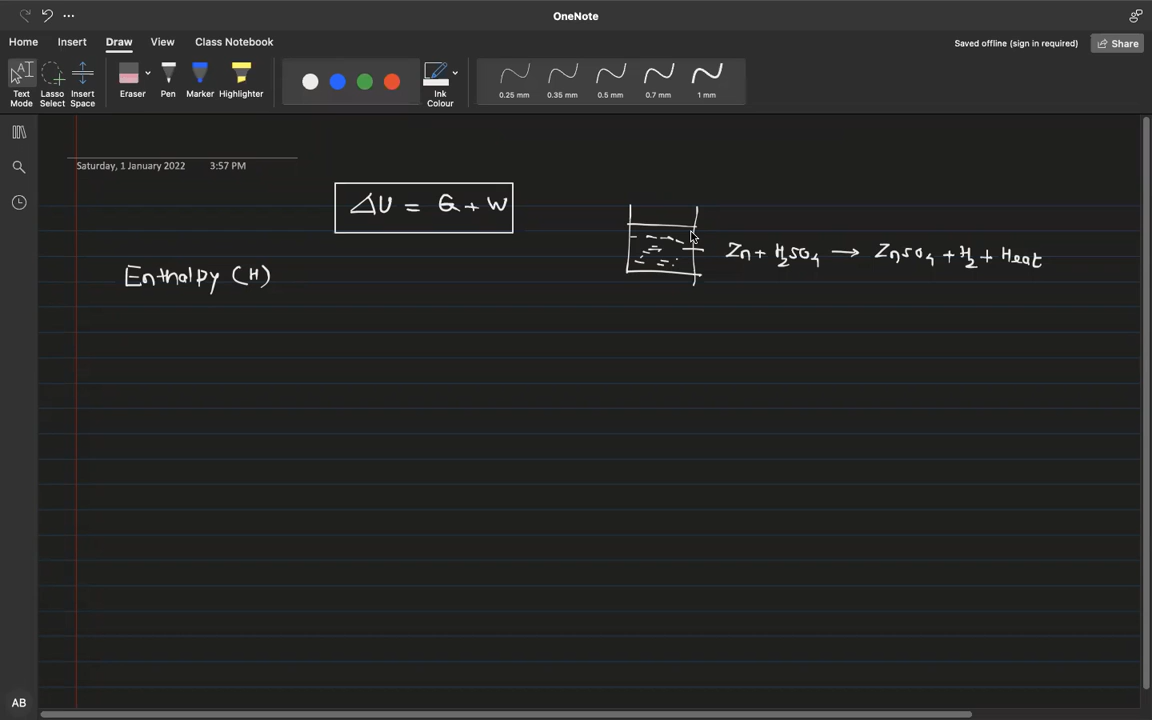 OneNote
Home Insert Draw View Class Notebook
Saved offline (sign in required) Share
Text Mode Lasso Select Insert Space Eraser Pen Marker Highlighter Ink Colour 0.25 mm 0.35 mm 0.5 mm 0.7 mm 1 mm
Saturday, 1 January 2022 3:57 PM
ΔU = Q + W
Zn + H₂SO₄ → ZnSO₄ + H₂ + Heat
Enthalpy (H)
AB